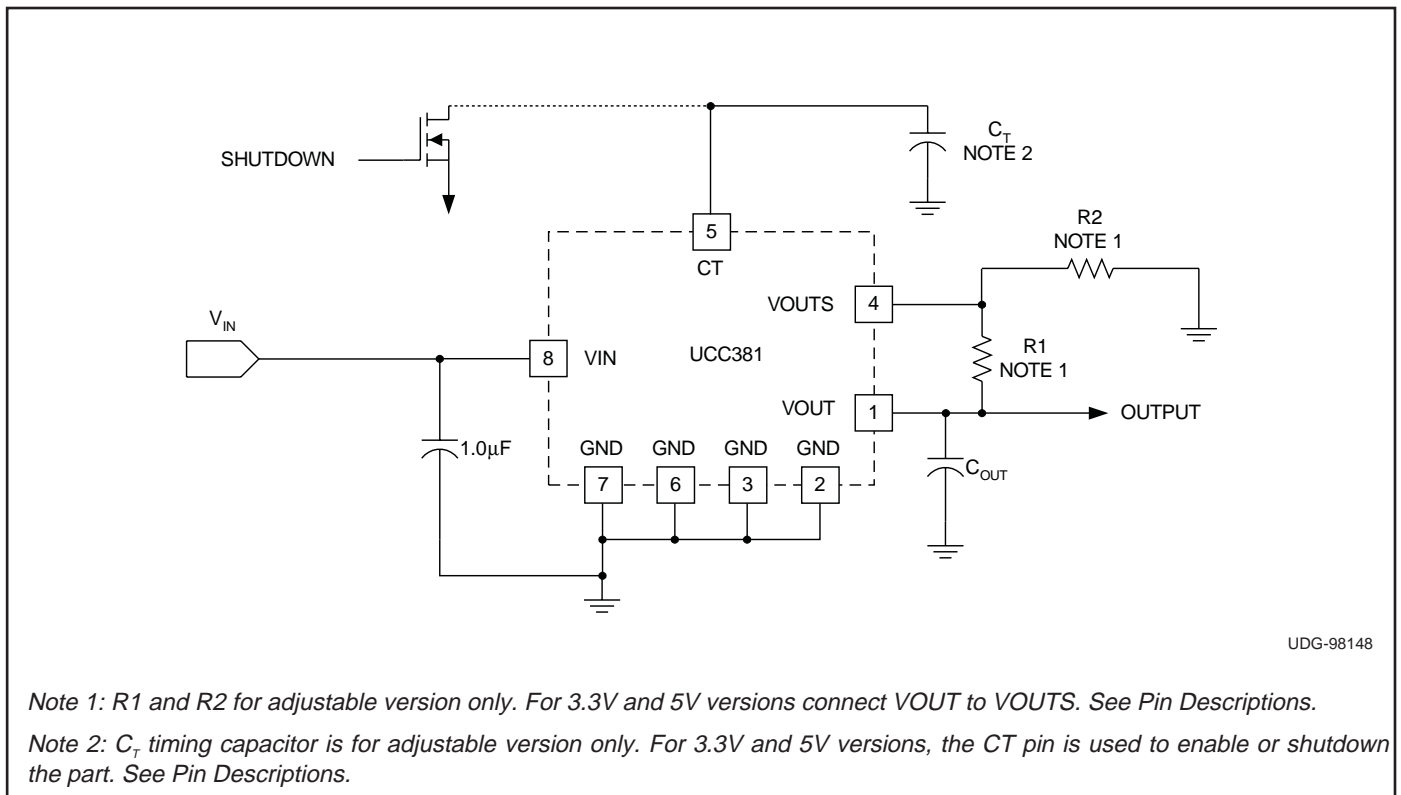 SHUTDOWN
C_T
NOTE 2
5
CT
R2
NOTE 1
VOUTS
4
V_IN
8
VIN
UCC381
R1
NOTE 1
VOUT
1
OUTPUT
1.0µF
GND
GND
GND
GND
7
6
3
2
C_OUT
UDG-98148
Note 1: R1 and R2 for adjustable version only. For 3.3V and 5V versions connect VOUT to VOUTS. See Pin Descriptions.
Note 2: C_T timing capacitor is for adjustable version only. For 3.3V and 5V versions, the CT pin is used to enable or shutdown
the part. See Pin Descriptions.